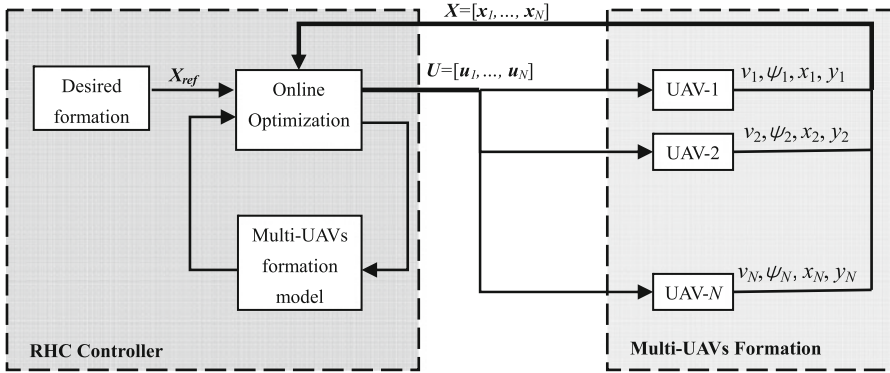 X=[x1,..., xN]
Desired
formation
Xref
Online
Optimization
U=[u1,..., uN]
UAV-1
v1, ψ1, x1, y1
UAV-2
v2, ψ2, x2, y2
Multi-UAVs
formation
model
UAV-N
vN, ψN, xN, yN
RHC Controller
Multi-UAVs Formation